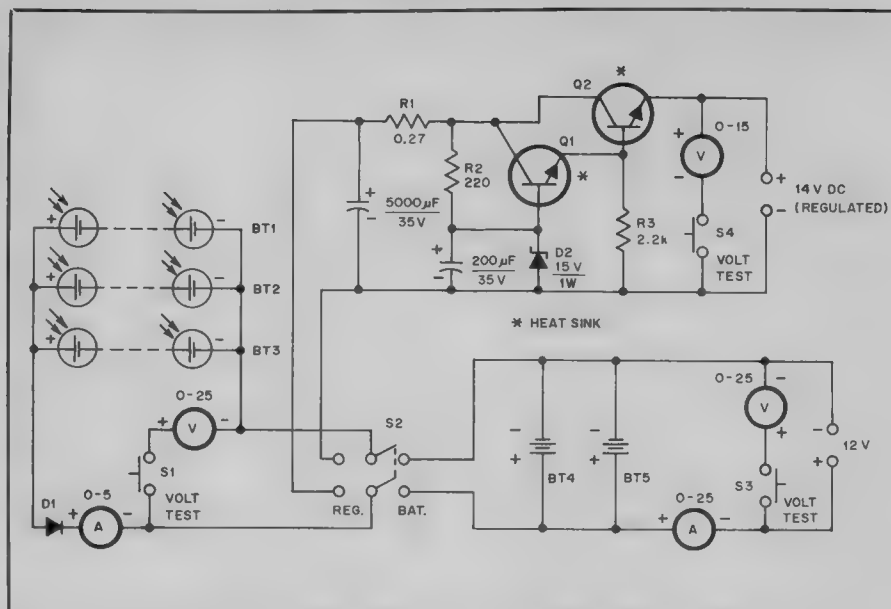 Q2
*
R1
0.27
0-15
+
V
-
Q1
*
R2
220
+
-
14 V DC
(REGULATED)
+
5000µF
35V
-
R3
2.2k
S4
VOLT
TEST
+
200µF
35V
-
D2
15V
1W
* HEAT SINK
+
-
BT1
+
-
BT2
+
-
BT3
0-25
+
V
-
S1
VOLT
TEST
D1
0-5
+
A
-
S2
REG.
BAT.
-
+
BT4
-
+
BT5
0-25
-
V
+
-
+
12 V
0-25
+
A
-
S3
VOLT
TEST